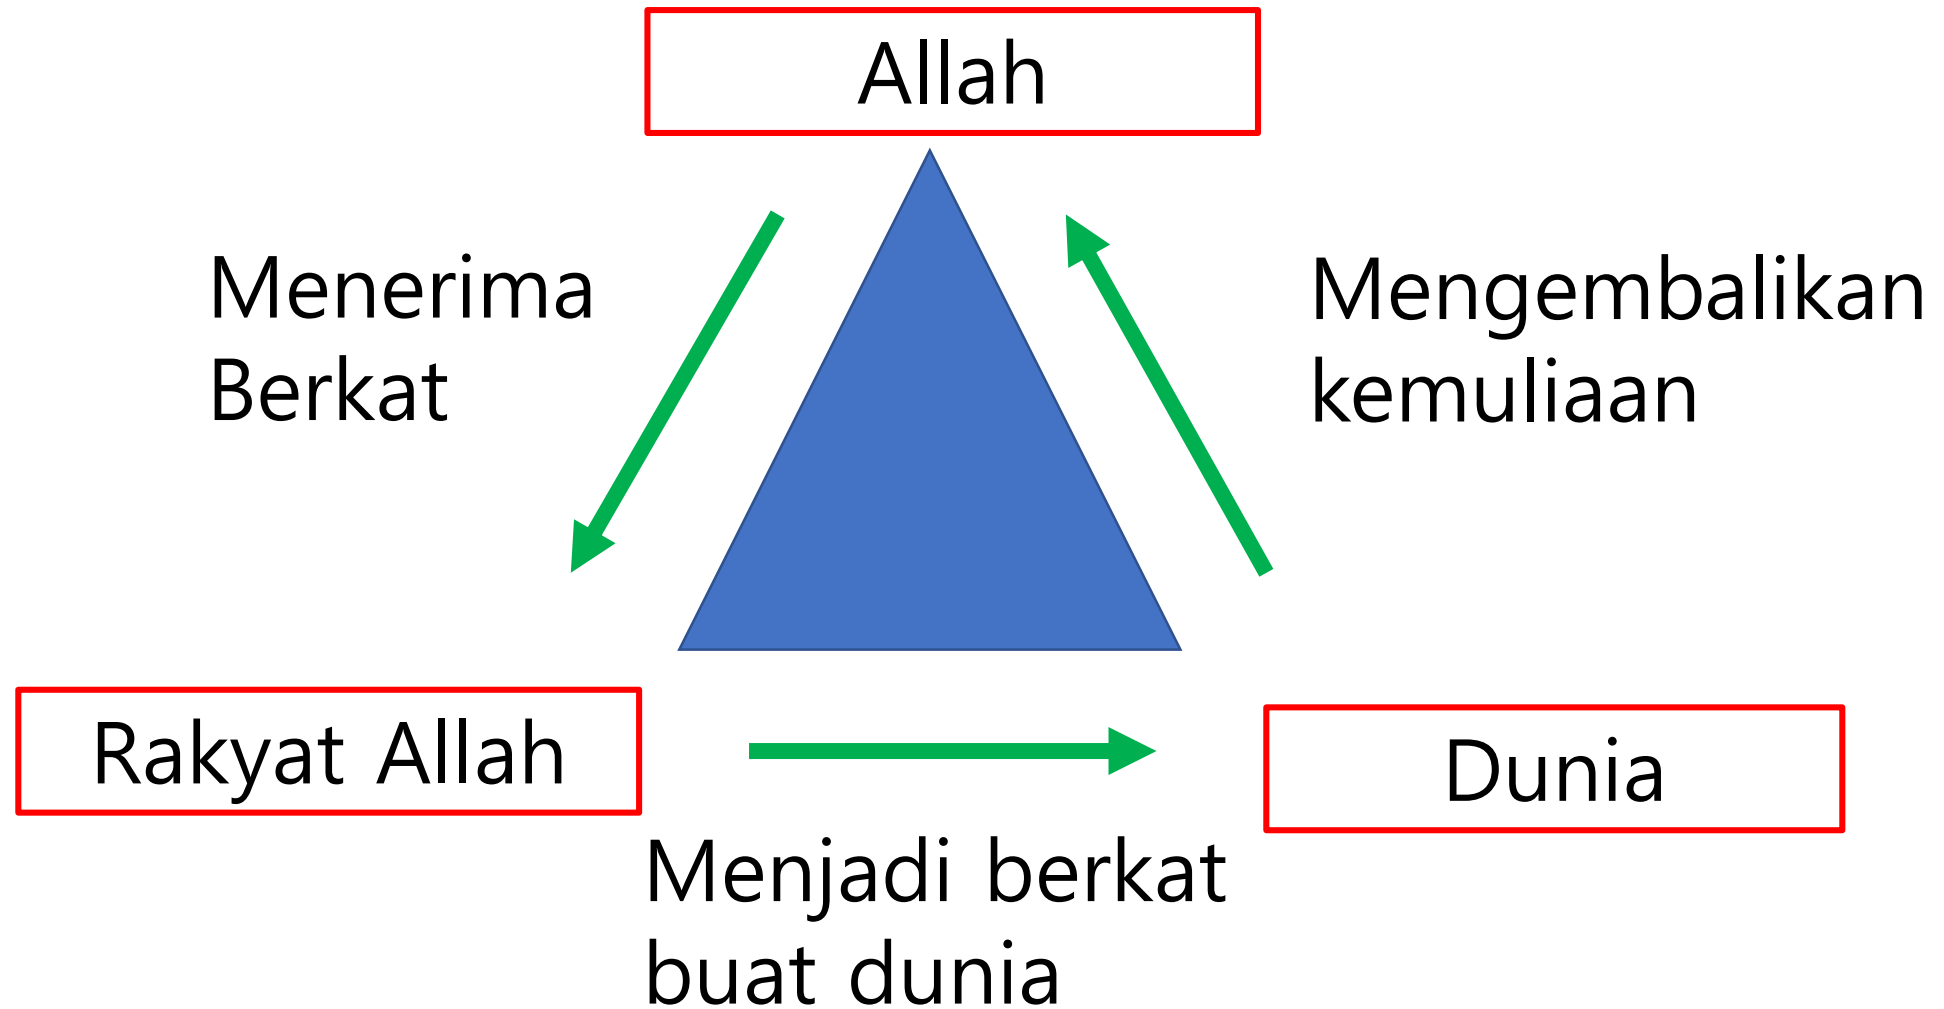 Allah
Menerima
Berkat
Mengembalikan
kemuliaan
Rakyat Allah
Dunia
Menjadi berkat
buat dunia